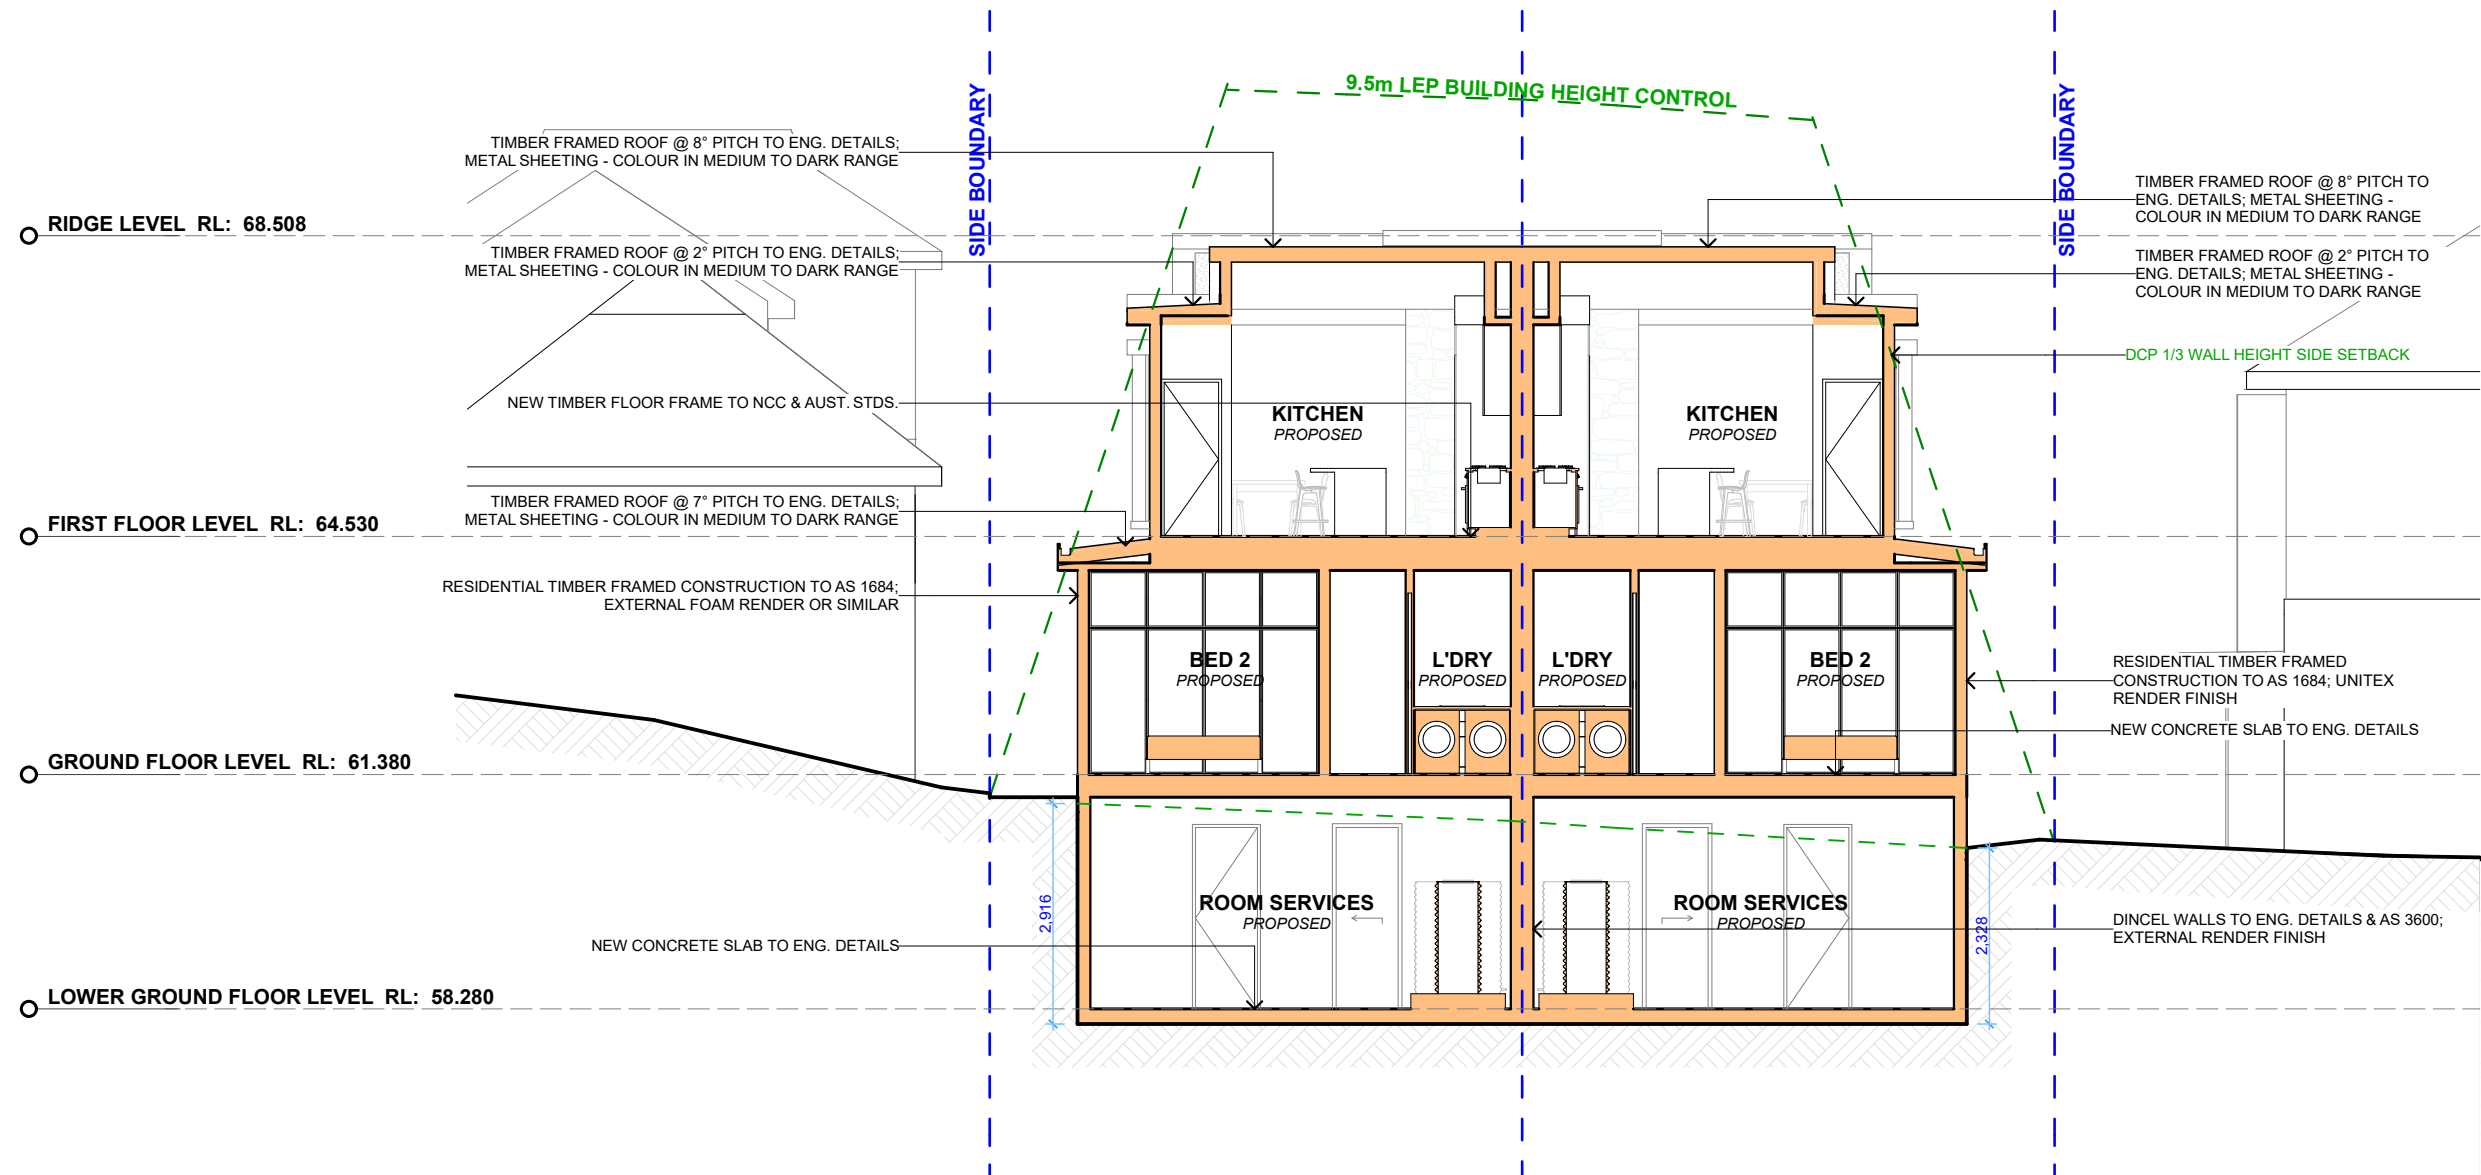 9.5m LEP BUILDING HEIGHT CONTROL
SIDE BOUNDARY
SIDE BOUNDARY
TIMBER FRAMED ROOF @ 8° PITCH TO ENG. DETAILS;
METAL SHEETING - COLOUR IN MEDIUM TO DARK RANGE
TIMBER FRAMED ROOF @ 8° PITCH TO
ENG. DETAILS; METAL SHEETING -
COLOUR IN MEDIUM TO DARK RANGE
RIDGE LEVEL RL: 68.508
TIMBER FRAMED ROOF @ 2° PITCH TO ENG. DETAILS;
METAL SHEETING - COLOUR IN MEDIUM TO DARK RANGE
TIMBER FRAMED ROOF @ 2° PITCH TO
ENG. DETAILS; METAL SHEETING -
COLOUR IN MEDIUM TO DARK RANGE
DCP 1/3 WALL HEIGHT SIDE SETBACK
NEW TIMBER FLOOR FRAME TO NCC & AUST. STDS.
KITCHEN
PROPOSED
KITCHEN
PROPOSED
TIMBER FRAMED ROOF @ 7° PITCH TO ENG. DETAILS;
METAL SHEETING - COLOUR IN MEDIUM TO DARK RANGE
FIRST FLOOR LEVEL RL: 64.530
RESIDENTIAL TIMBER FRAMED CONSTRUCTION TO AS 1684;
EXTERNAL FOAM RENDER OR SIMILAR
BED 2
PROPOSED
L'DRY
PROPOSED
L'DRY
PROPOSED
BED 2
PROPOSED
RESIDENTIAL TIMBER FRAMED
CONSTRUCTION TO AS 1684; UNITEX
RENDER FINISH
NEW CONCRETE SLAB TO ENG. DETAILS
GROUND FLOOR LEVEL RL: 61.380
2,916
ROOM SERVICES
PROPOSED
ROOM SERVICES
PROPOSED
2,328
DINCEL WALLS TO ENG. DETAILS & AS 3600;
EXTERNAL RENDER FINISH
NEW CONCRETE SLAB TO ENG. DETAILS
LOWER GROUND FLOOR LEVEL RL: 58.280